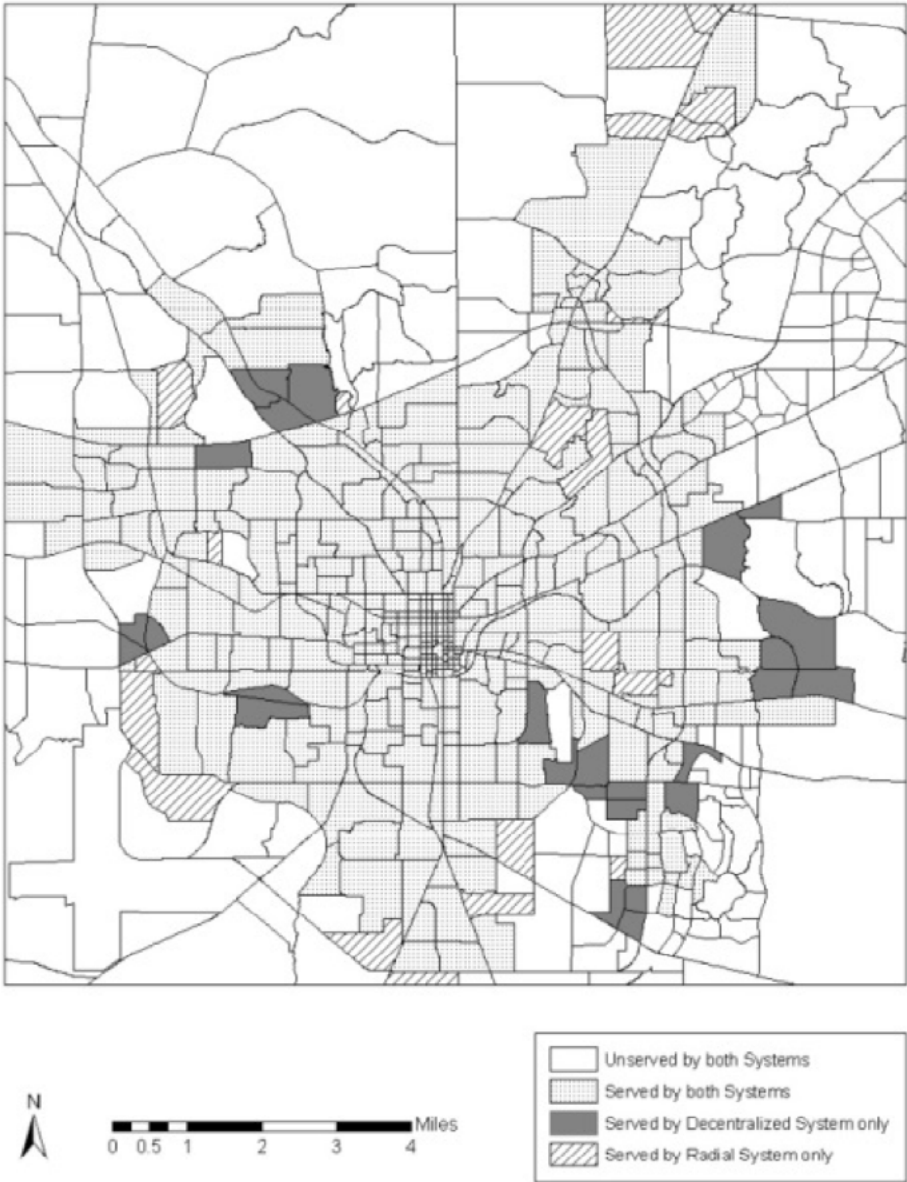 N
Miles
0 0.5 1 2 3 4
Unserved by both Systems
Served by both Systems
Served by Decentralized System only
Served by Radial System only